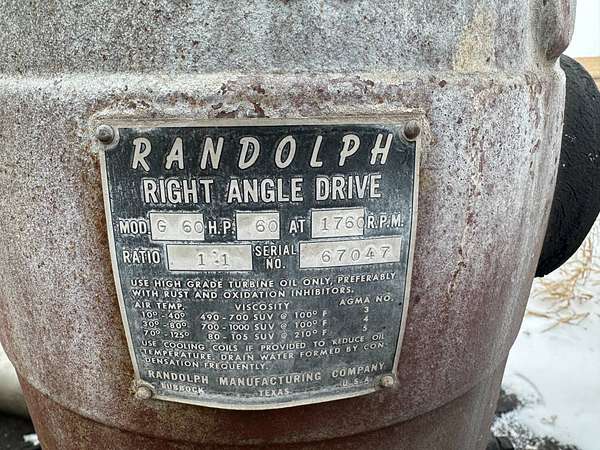 RANDOLPH
RIGHT ANGLE DRIVE
MOD. G 60 H.P. 60 AT 1760 R.P.M.
RATIO 1:1 SERIAL NO. 67047
USE HIGH GRADE TURBINE OIL ONLY, PREFERABLY
WITH RUST AND OXIDATION INHIBITORS.
AIR TEMP. VISCOSITY AGMA NO.
10°-40° 490-700 SUV @ 100° F 3
30°-80° 700-1000 SUV @ 100° F 4
70°-125° 80-105 SUV @ 210° F 5
USE COOLING COILS IF PROVIDED TO REDUCE OIL
TEMPERATURE. DRAIN WATER FORMED BY CON
DENSATION FREQUENTLY.
RANDOLPH MANUFACTURING COMPANY
LUBBOCK TEXAS U.S.A.